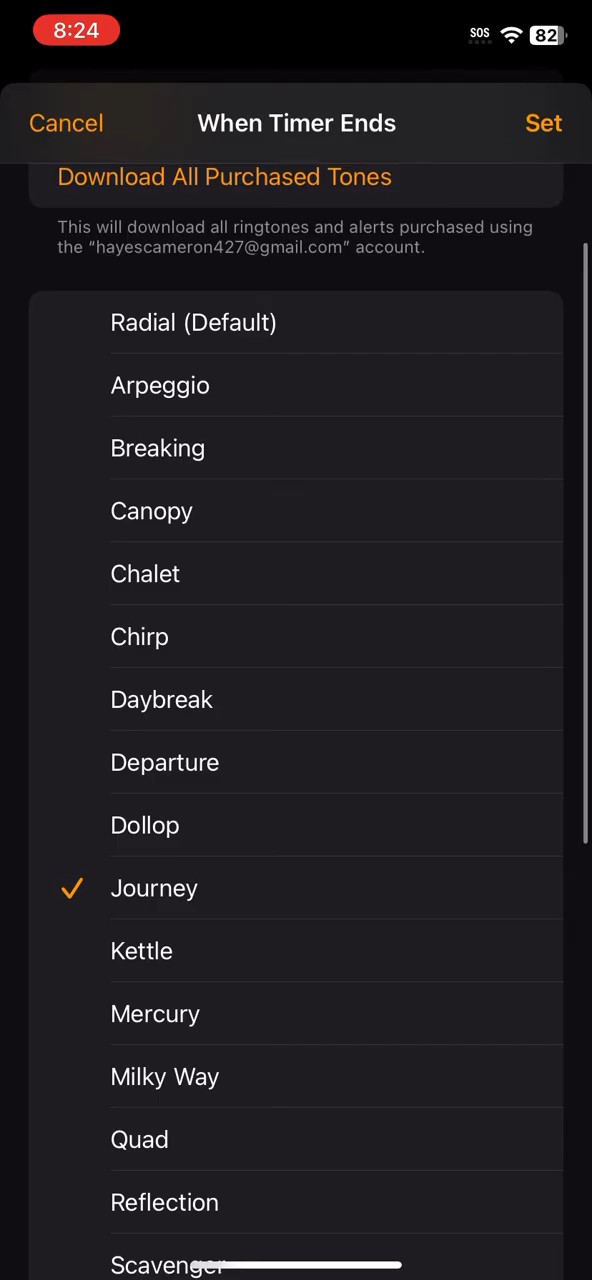 8:24
SOS
82
Cancel
When Timer Ends
Set
Download All Purchased Tones
This will download all ringtones and alerts purchased using
the “hayescameron427@gmail.com” account.
Radial (Default)
Arpeggio
Breaking
Canopy
Chalet
Chirp
Daybreak
Departure
Dollop
Journey
Kettle
Mercury
Milky Way
Quad
Reflection
Scavenger